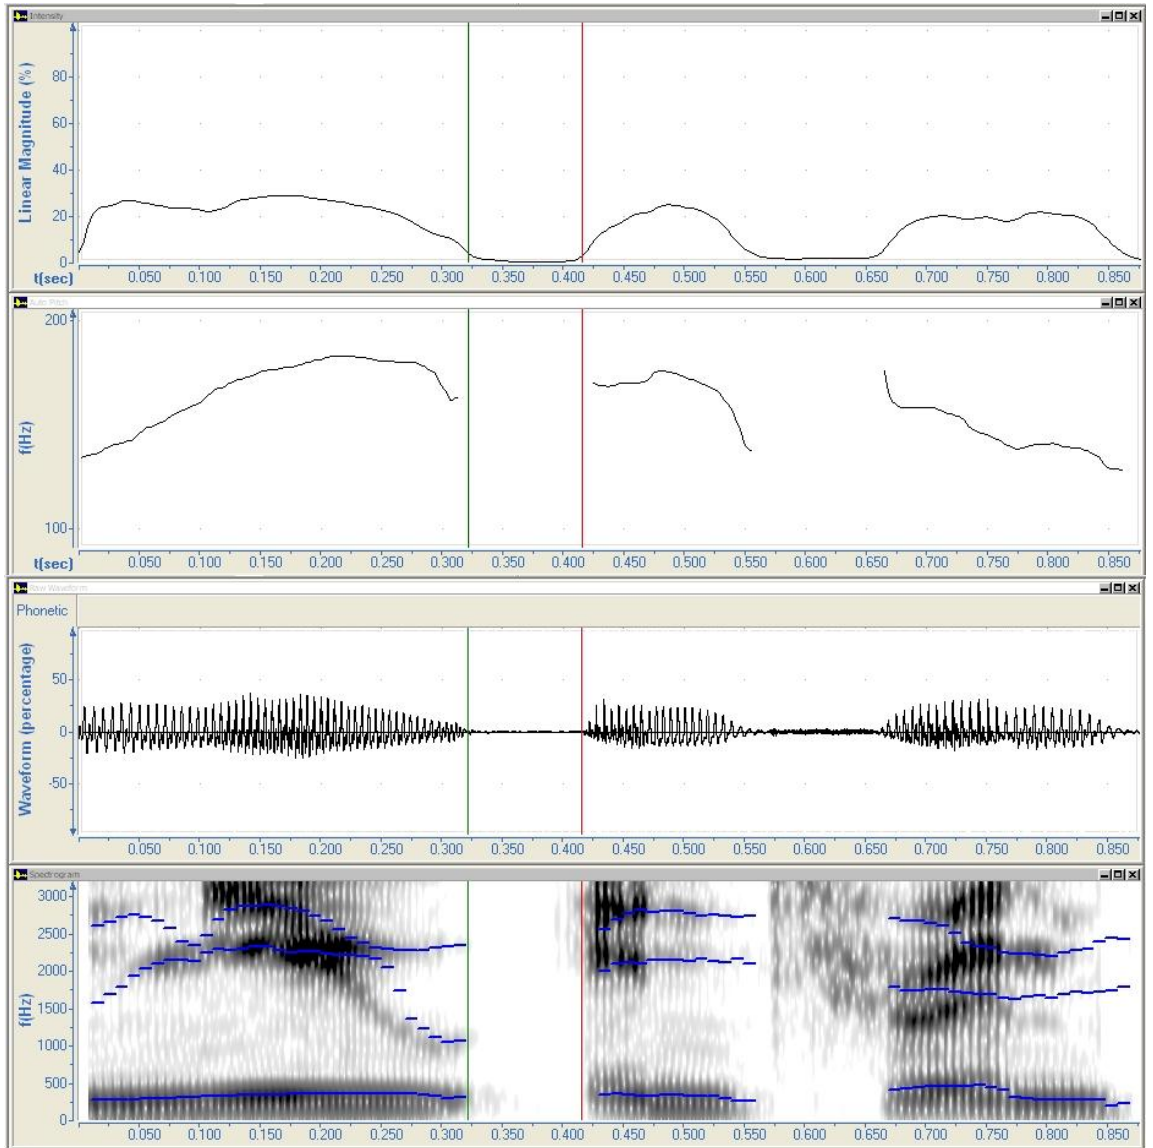 Intensity
Linear Magnitude (%)
80
60
40
20
0
t(sec) 0.050 0.100 0.150 0.200 0.250 0.300 0.350 0.400 0.450 0.500 0.550 0.600 0.650 0.700 0.750 0.800 0.850
Auto Pitch
f(Hz)
200
100
t(sec) 0.050 0.100 0.150 0.200 0.250 0.300 0.350 0.400 0.450 0.500 0.550 0.600 0.650 0.700 0.750 0.800 0.850
Raw Waveform
Phonetic
Waveform (percentage)
50
0
-50
0.050 0.100 0.150 0.200 0.250 0.300 0.350 0.400 0.450 0.500 0.550 0.600 0.650 0.700 0.750 0.800 0.850
Spectrogram
f(Hz)
3000
2500
2000
1500
1000
500
0
0.050 0.100 0.150 0.200 0.250 0.300 0.350 0.400 0.450 0.500 0.550 0.600 0.650 0.700 0.750 0.800 0.850